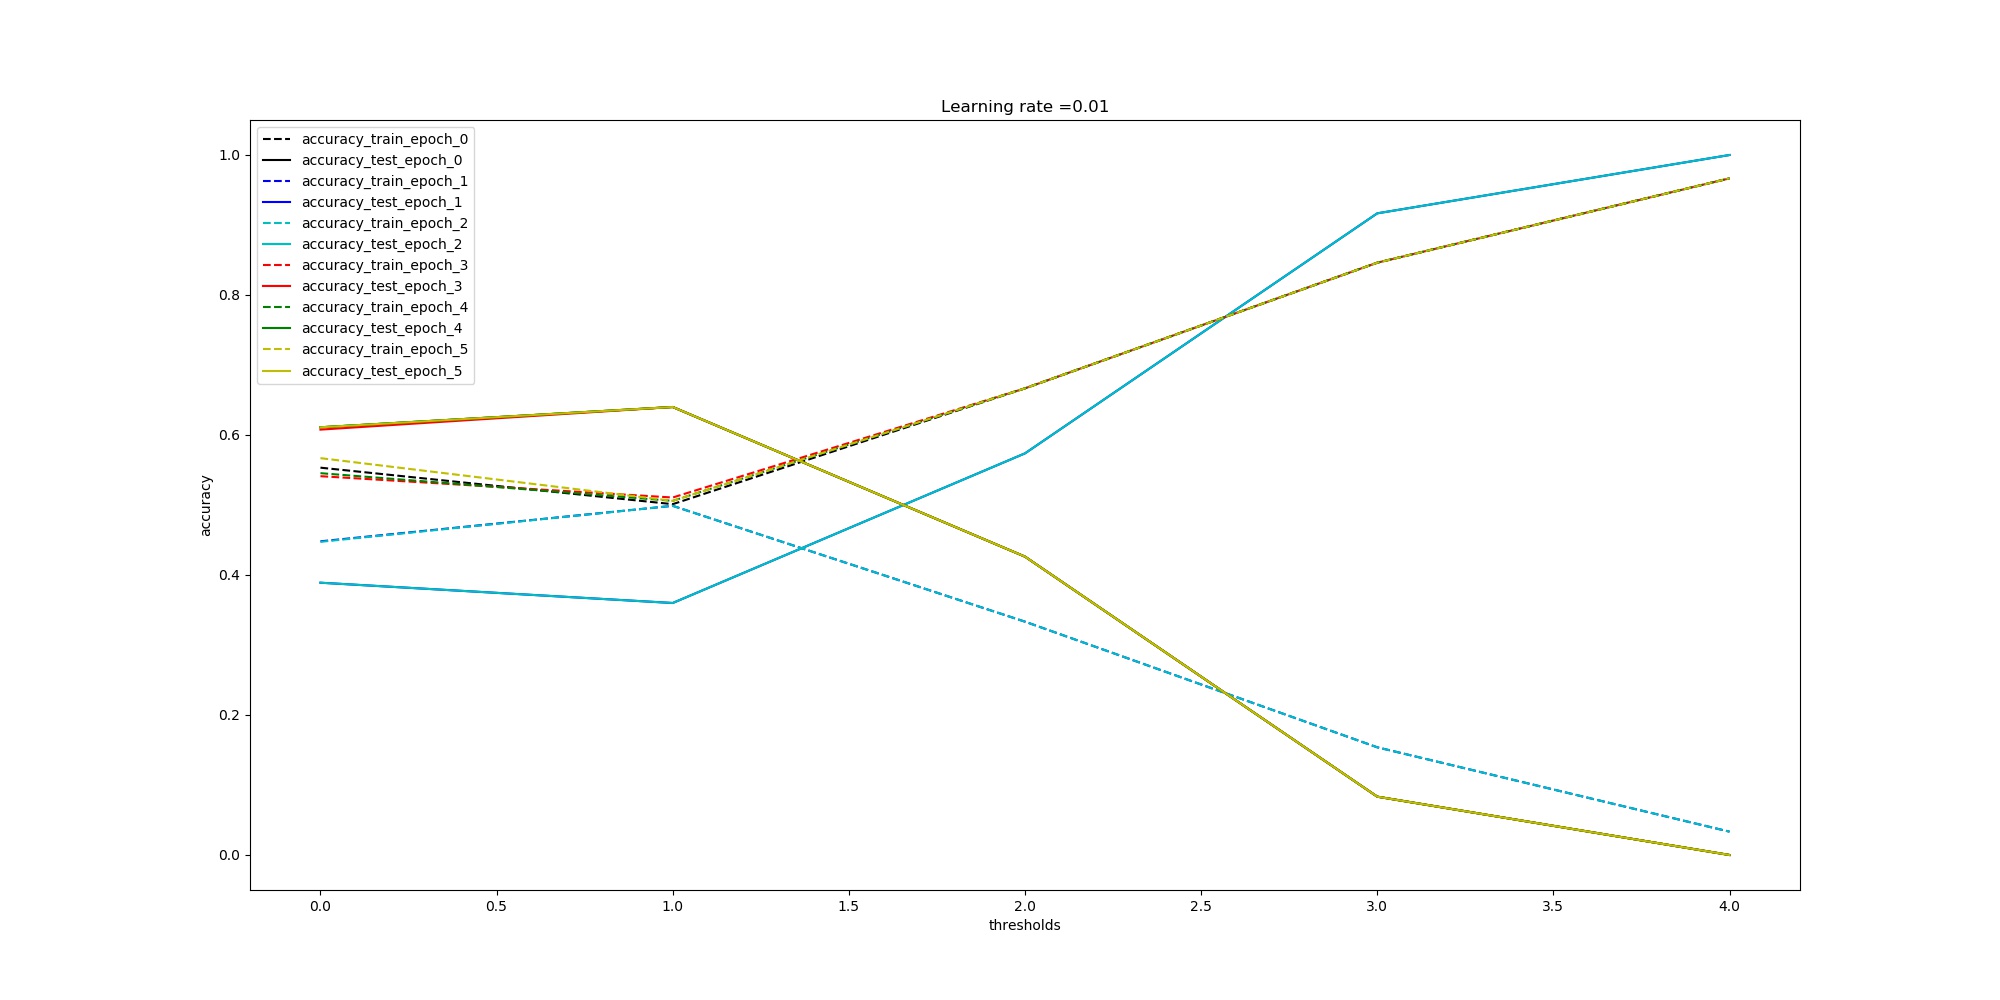 Learning rate =0.01
accuracy_train_epoch_0
accuracy_test_epoch_0
accuracy_train_epoch_1
accuracy_test_epoch_1
accuracy_train_epoch_2
accuracy_test_epoch_2
accuracy_train_epoch_3
accuracy_test_epoch_3
accuracy_train_epoch_4
accuracy_test_epoch_4
accuracy_train_epoch_5
accuracy_test_epoch_5
accuracy
1.0
0.8
0.6
0.4
0.2
0.0
0.0 0.5 1.0 1.5 2.0 2.5 3.0 3.5 4.0
thresholds